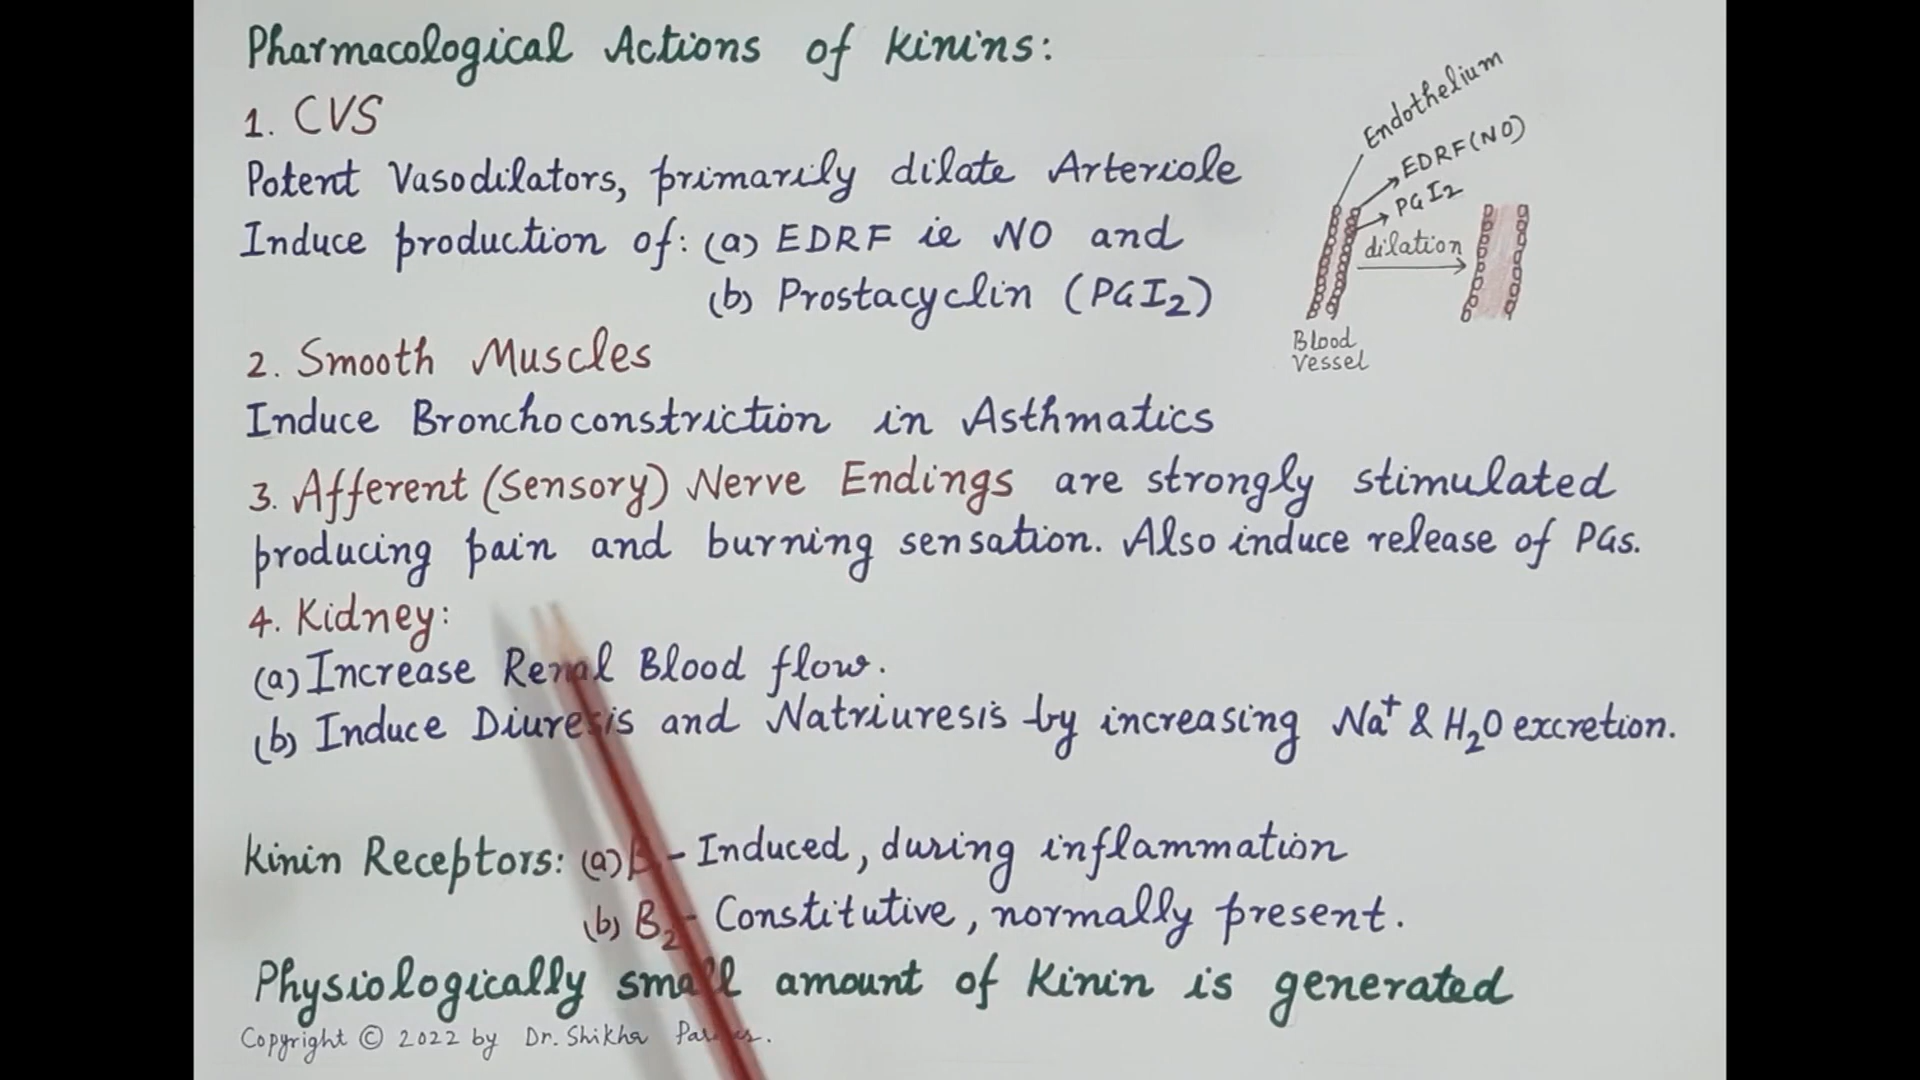 Pharmacological Actions of Kinins:
1. CVS
Potent Vasodilators, primarily dilate Arteriole
Induce production of: (a) EDRF ie NO and
(b) Prostacyclin (PGI2)
Endothelium
EDRF(NO)
PGI2
dilation
Blood
Vessel
2. Smooth Muscles
Induce Bronchoconstriction in Asthmatics
3. Afferent (Sensory) Nerve Endings are strongly stimulated
producing pain and burning sensation. Also induce release of PGs.
4. Kidney:
(a) Increase Renal Blood flow.
(b) Induce Diuresis and Natriuresis by increasing Na+ & H2O excretion.
Kinin Receptors: (a) - Induced, during inflammation
(b) B2 - Constitutive, normally present.
Physiologically small amount of Kinin is generated
Copyright © 2022 by Dr. Shikha